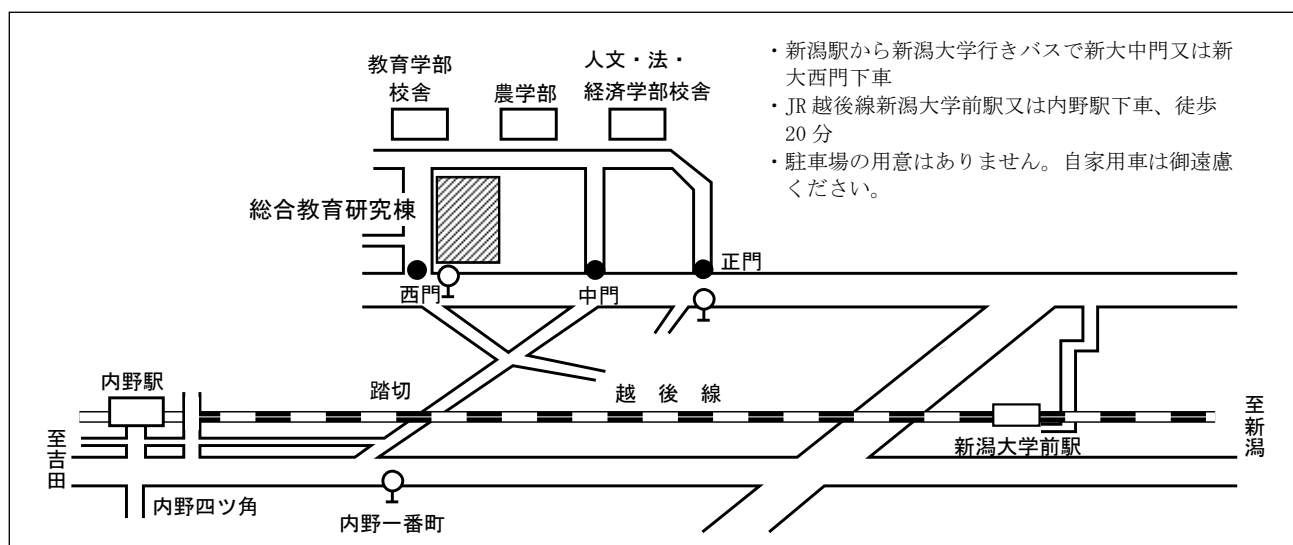 教育学部
校舎
農学部
人文・法・
経済学部校舎
・新潟駅から新潟大学行きバスで新大中門又は新
大西門下車
・JR 越後線新潟大学前駅又は内野駅下車、徒歩
20 分
・駐車場の用意はありません。自家用車は御遠慮
ください。
総合教育研究棟
西門
中門
正門
内野駅
踏切
越後線
至吉田
新潟大学前駅
至新潟
内野四ツ角
内野一番町